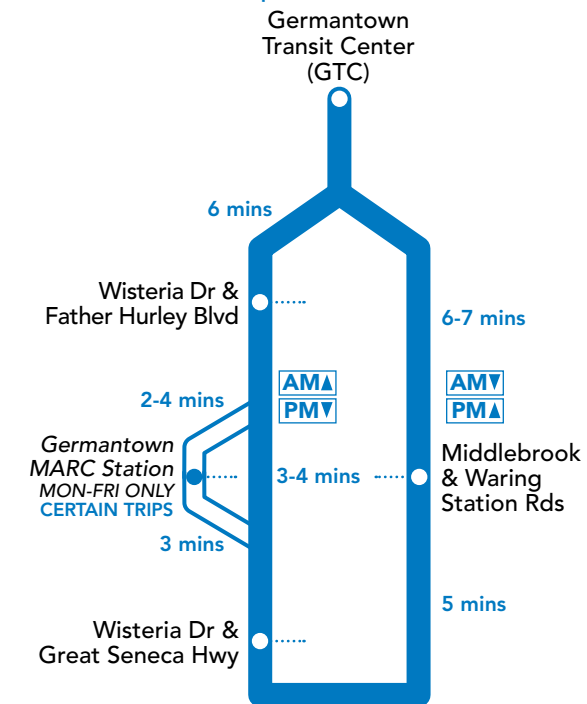 Germantown
Transit Center
(GTC)
6 mins
Wisteria Dr &
Father Hurley Blvd
6-7 mins
AM▲
PM▼
AM▼
PM▲
2-4 mins
Germantown
MARC Station
MON-FRI ONLY
CERTAIN TRIPS
3-4 mins
Middlebrook
& Waring
Station Rds
3 mins
5 mins
Wisteria Dr &
Great Seneca Hwy